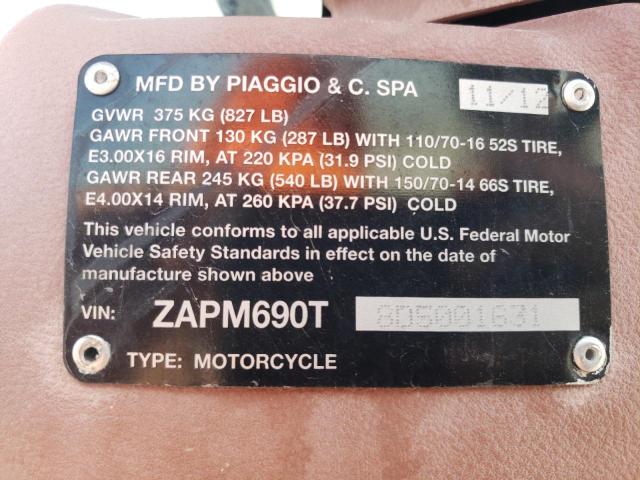 MFD BY PIAGGIO & C. SPA 11/12
GVWR 375 KG (827 LB)
GAWR FRONT 130 KG (287 LB) WITH 110/70-16 52S TIRE,
E3.00X16 RIM, AT 220 KPA (31.9 PSI) COLD
GAWR REAR 245 KG (540 LB) WITH 150/70-14 66S TIRE,
E4.00X14 RIM, AT 260 KPA (37.7 PSI) COLD
This vehicle conforms to all applicable U.S. Federal Motor
Vehicle Safety Standards in effect on the date of
manufacture shown above
VIN: ZAPM690T 8D5001631
TYPE: MOTORCYCLE